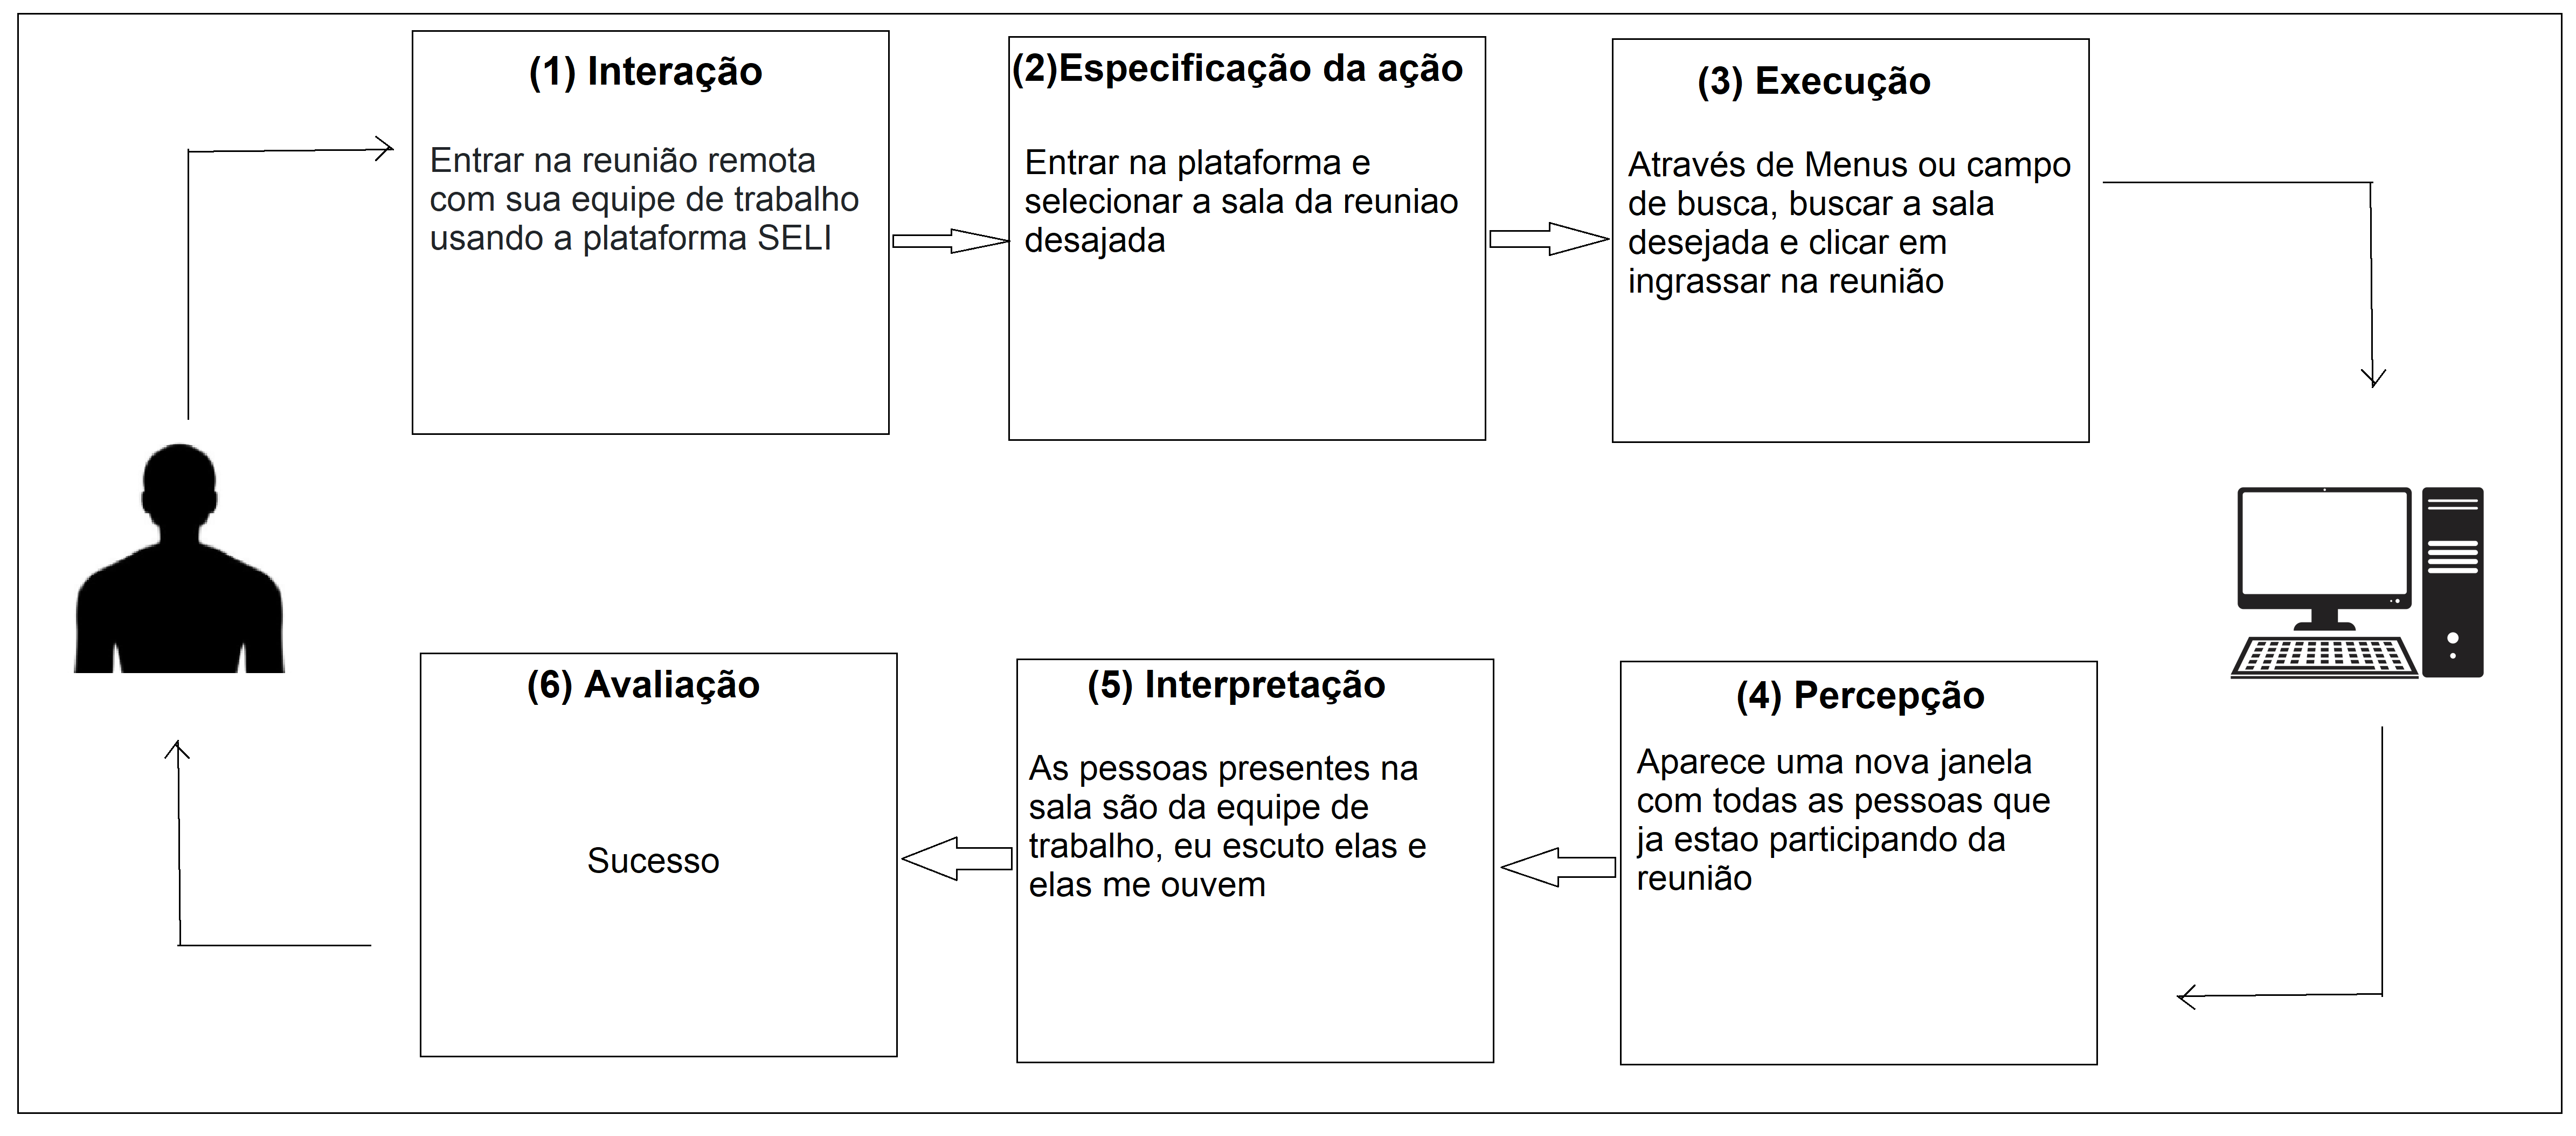 (1) Interação
Entrar na reunião remota
com sua equipe de trabalho
usando a plataforma SELI
(2)Especificação da ação
Entrar na plataforma e
selecionar a sala da reuniao
desajada
(3) Execução
Através de Menus ou campo
de busca, buscar a sala
desejada e clicar em
ingrassar na reunião
(4) Percepção
Aparece uma nova janela
com todas as pessoas que
ja estao participando da
reunião
(5) Interpretação
As pessoas presentes na
sala são da equipe de
trabalho, eu escuto elas e
elas me ouvem
(6) Avaliação
Sucesso